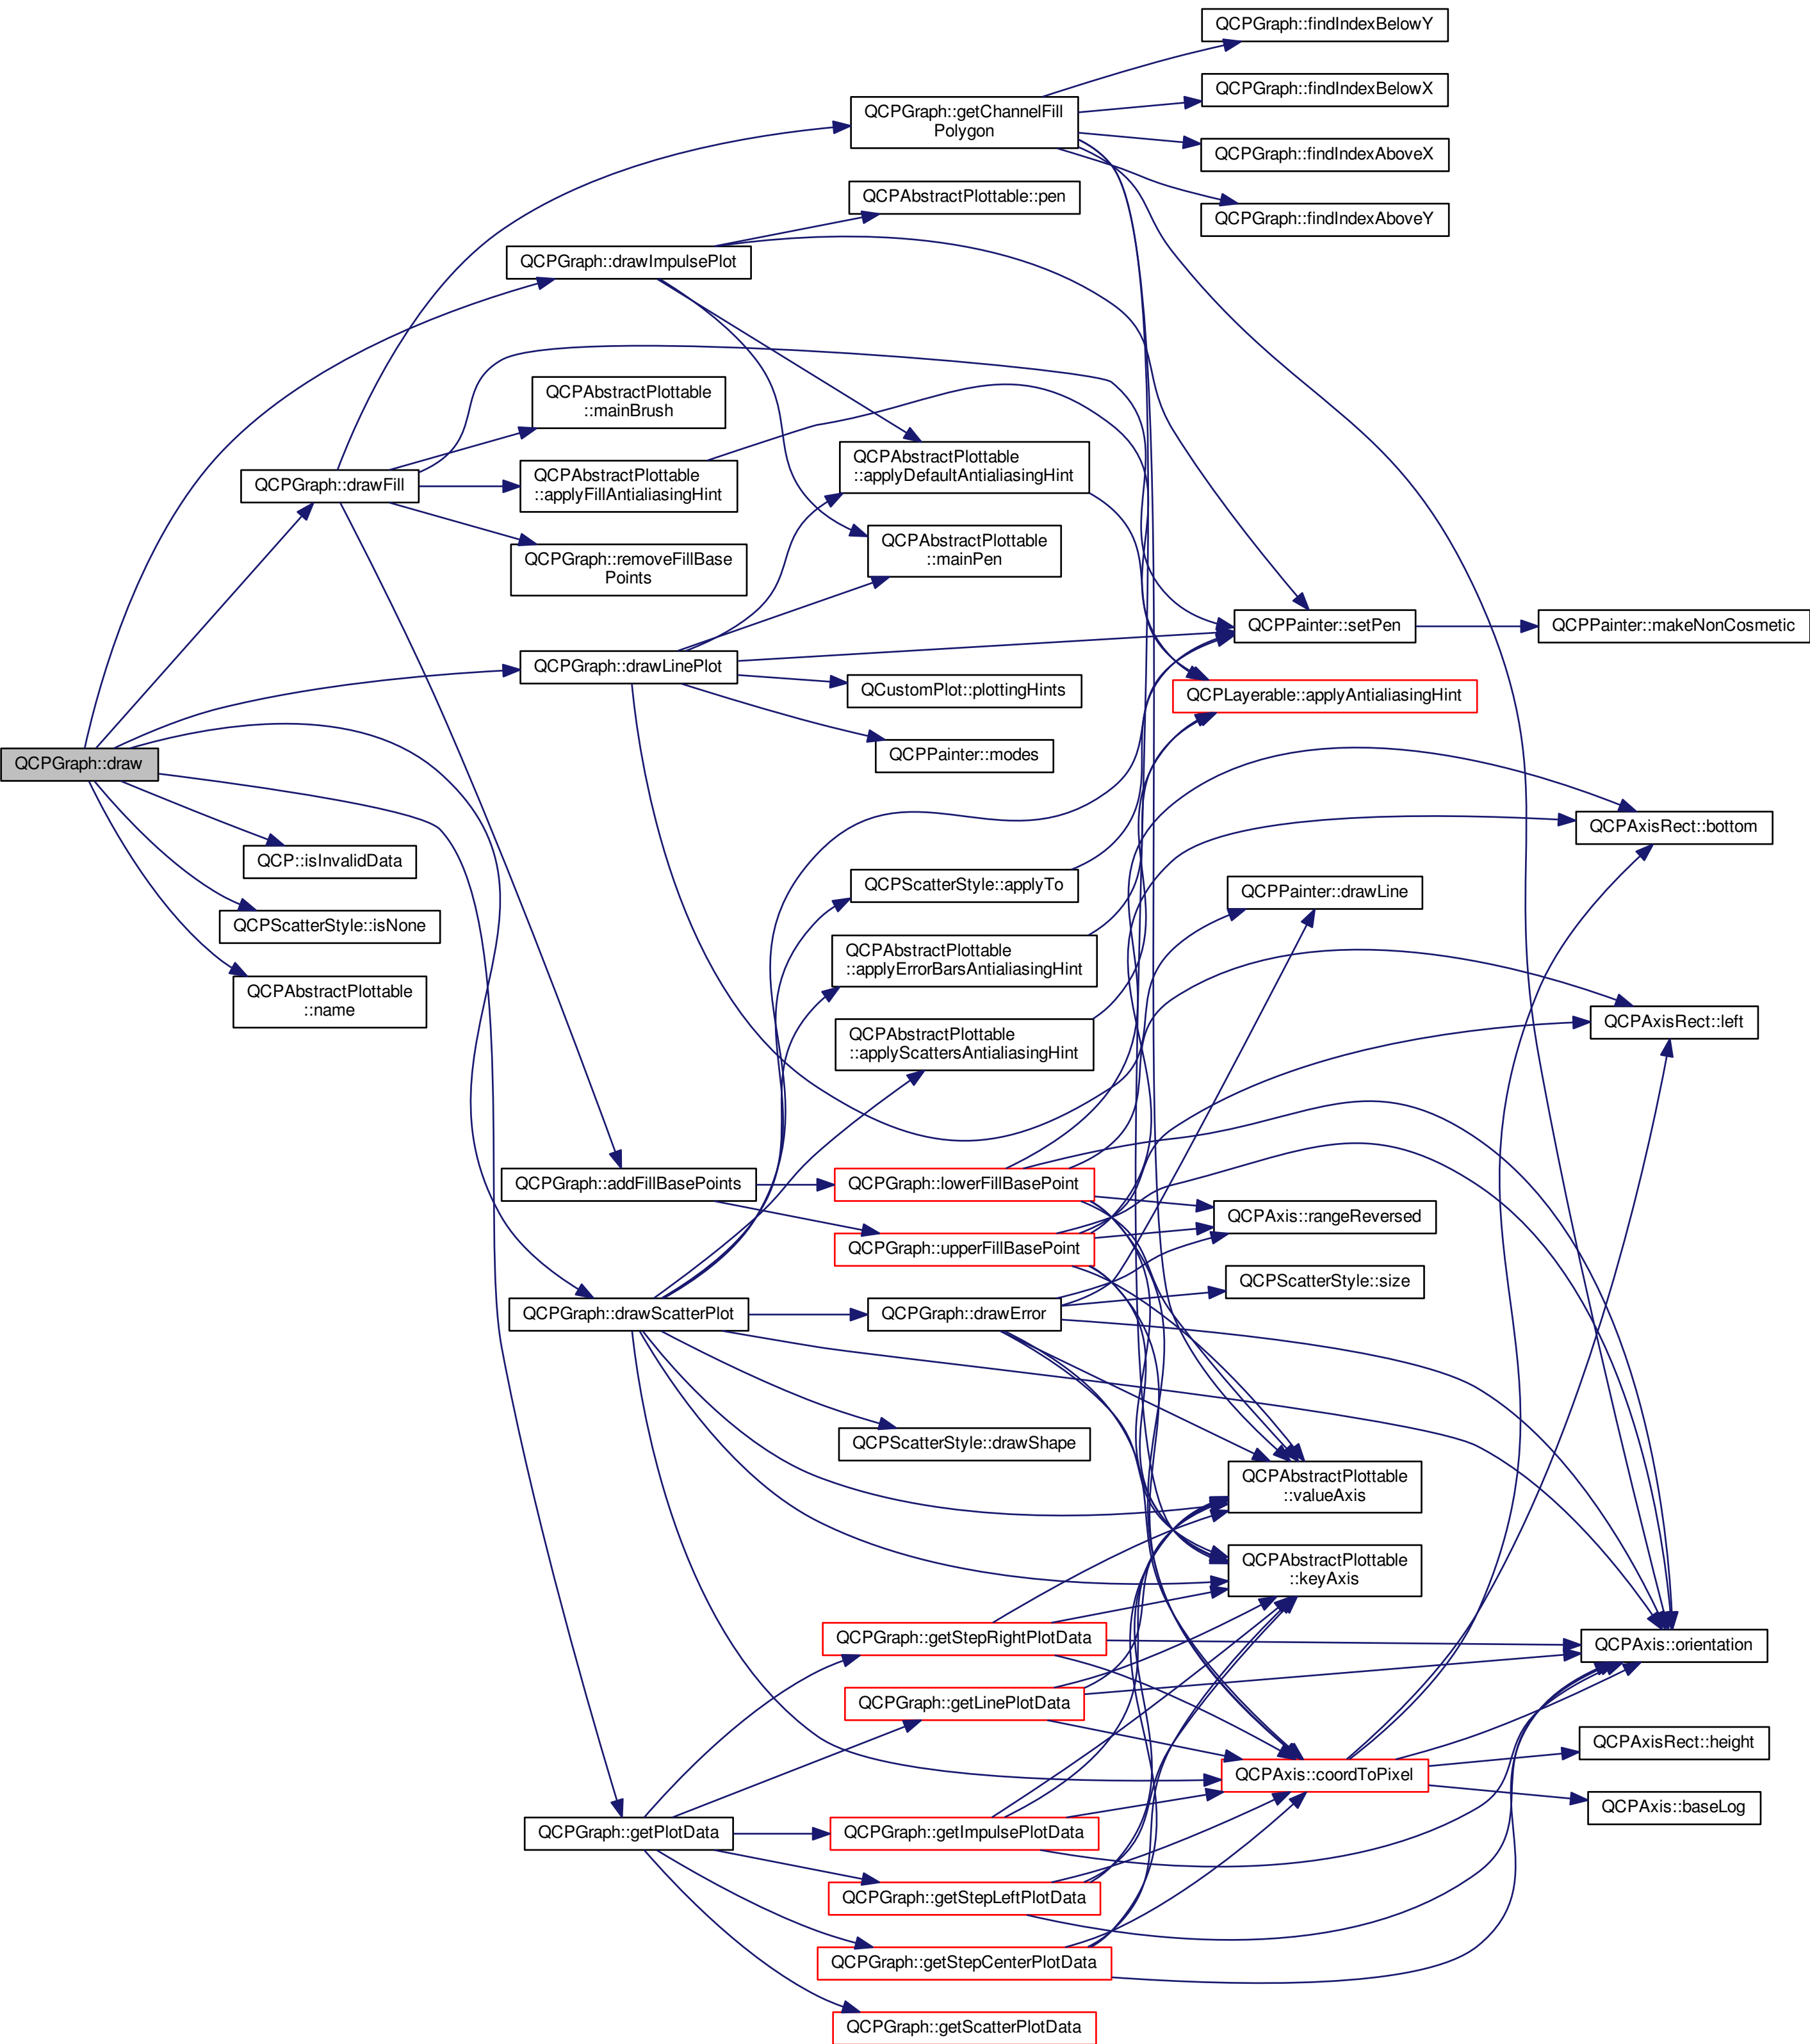 QCPGraph::findIndexBelowY
QCPGraph::findIndexBelowX
QCPGraph::getChannelFill
Polygon
QCPGraph::findIndexAboveX
QCPAbstractPlottable::pen
QCPGraph::findIndexAboveY
QCPGraph::drawImpulsePlot
QCPAbstractPlottable
::mainBrush
QCPGraph::drawFill
QCPAbstractPlottable
::applyFillAntialiasingHint
QCPAbstractPlottable
::applyDefaultAntialiasingHint
QCPGraph::removeFillBase
Points
QCPAbstractPlottable
::mainPen
QCPPainter::setPen
QCPPainter::makeNonCosmetic
QCPGraph::drawLinePlot
QCustomPlot::plottingHints
QCPLayerable::applyAntialiasingHint
QCPPainter::modes
QCPGraph::draw
QCPAxisRect::bottom
QCP::isInvalidData
QCPScatterStyle::applyTo
QCPPainter::drawLine
QCPScatterStyle::isNone
QCPAbstractPlottable
::applyErrorBarsAntialiasingHint
QCPAbstractPlottable
::name
QCPAxisRect::left
QCPAbstractPlottable
::applyScattersAntialiasingHint
QCPGraph::addFillBasePoints
QCPGraph::lowerFillBasePoint
QCPAxis::rangeReversed
QCPGraph::upperFillBasePoint
QCPScatterStyle::size
QCPGraph::drawScatterPlot
QCPGraph::drawError
QCPScatterStyle::drawShape
QCPAbstractPlottable
::valueAxis
QCPAbstractPlottable
::keyAxis
QCPGraph::getStepRightPlotData
QCPAxis::orientation
QCPGraph::getLinePlotData
QCPAxisRect::height
QCPAxis::coordToPixel
QCPAxis::baseLog
QCPGraph::getPlotData
QCPGraph::getImpulsePlotData
QCPGraph::getStepLeftPlotData
QCPGraph::getStepCenterPlotData
QCPGraph::getScatterPlotData